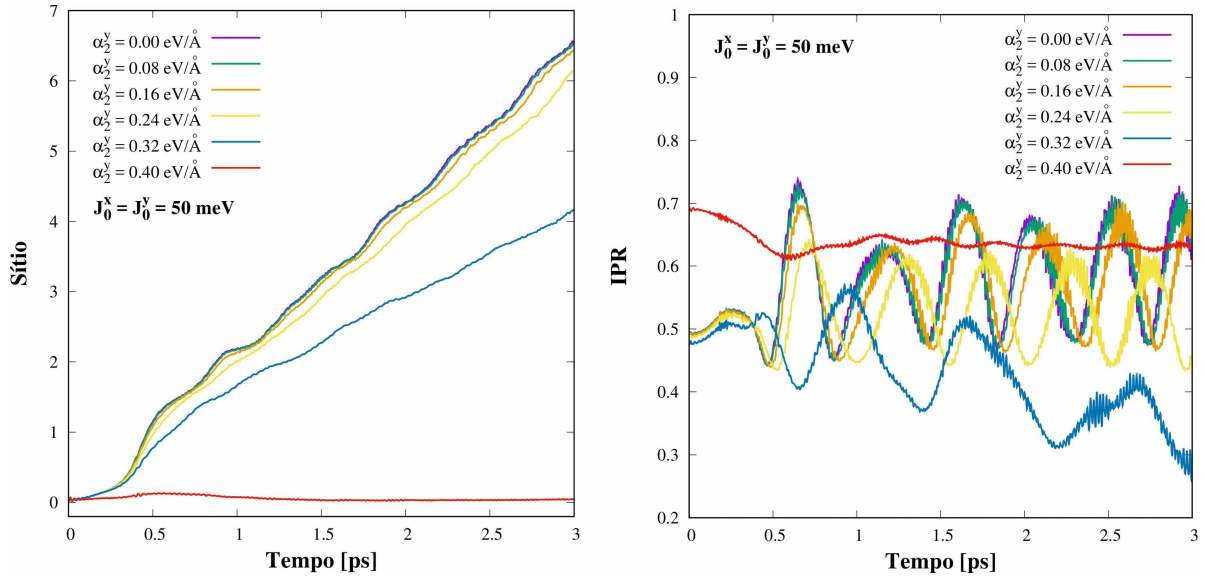 7
6
5
4
3
2
1
0
Sítio
α₂ʸ = 0.00 eV/Å
α₂ʸ = 0.08 eV/Å
α₂ʸ = 0.16 eV/Å
α₂ʸ = 0.24 eV/Å
α₂ʸ = 0.32 eV/Å
α₂ʸ = 0.40 eV/Å
J₀ˣ = J₀ʸ = 50 meV
0 0.5 1 1.5 2 2.5 3
Tempo [ps]
1
0.9
0.8
0.7
0.6
0.5
0.4
0.3
0.2
IPR
J₀ˣ = J₀ʸ = 50 meV
α₂ʸ = 0.00 eV/Å
α₂ʸ = 0.08 eV/Å
α₂ʸ = 0.16 eV/Å
α₂ʸ = 0.24 eV/Å
α₂ʸ = 0.32 eV/Å
α₂ʸ = 0.40 eV/Å
0 0.5 1 1.5 2 2.5 3
Tempo [ps]